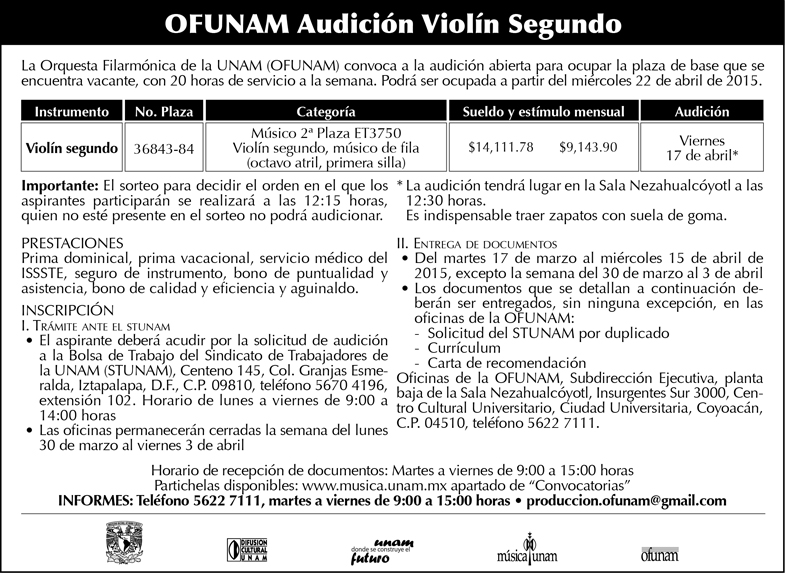 OFUNAM Audición Violín Segundo
La Orquesta Filarmónica de la UNAM (OFUNAM) convoca a la audición abierta para ocupar la plaza de base que se
encuentra vacante, con 20 horas de servicio a la semana. Podrá ser ocupada a partir del miércoles 22 de abril de 2015.
Instrumento No. Plaza Categoría Sueldo y estímulo mensual Audición
Violín segundo 36843-84 Músico 2ª Plaza ET3750
Violín segundo, músico de fila
(octavo atril, primera silla) $14,111.78 $9,143.90 Viernes
17 de abril*
Importante: El sorteo para decidir el orden en el que los
aspirantes participarán se realizará a las 12:15 horas,
quien no esté presente en el sorteo no podrá audicionar.
* La audición tendrá lugar en la Sala Nezahualcóyotl a las
12:30 horas.
Es indispensable traer zapatos con suela de goma.
PRESTACIONES
Prima dominical, prima vacacional, servicio médico del
ISSSTE, seguro de instrumento, bono de puntualidad y
asistencia, bono de calidad y eficiencia y aguinaldo.
INSCRIPCIÓN
I. Trámite ante el stunam
• El aspirante deberá acudir por la solicitud de audición
a la Bolsa de Trabajo del Sindicato de Trabajadores de
la UNAM (STUNAM), Centeno 145, Col. Granjas Esme-
ralda, Iztapalapa, D.F., C.P. 09810, teléfono 5670 4196,
extensión 102. Horario de lunes a viernes de 9:00 a
14:00 horas
• Las oficinas permanecerán cerradas la semana del lunes
30 de marzo al viernes 3 de abril
II. Entrega de documentos
• Del martes 17 de marzo al miércoles 15 de abril de
2015, excepto la semana del 30 de marzo al 3 de abril
• Los documentos que se detallan a continuación de-
berán ser entregados, sin ninguna excepción, en las
oficinas de la OFUNAM:
- Solicitud del STUNAM por duplicado
- Currículum
- Carta de recomendación
Oficinas de la OFUNAM, Subdirección Ejecutiva, planta
baja de la Sala Nezahualcóyotl, Insurgentes Sur 3000, Cen-
tro Cultural Universitario, Ciudad Universitaria, Coyoacán,
C.P. 04510, teléfono 5622 7111.
Horario de recepción de documentos: Martes a viernes de 9:00 a 15:00 horas
Partichelas disponibles: www.musica.unam.mx apartado de “Convocatorias”
INFORMES: Teléfono 5622 7111, martes a viernes de 9:00 a 15:00 horas • produccion.ofunam@gmail.com
DIFUSION
CULTURAL
UNAM
unam
donde se construye el
futuro
música unam
ofunam